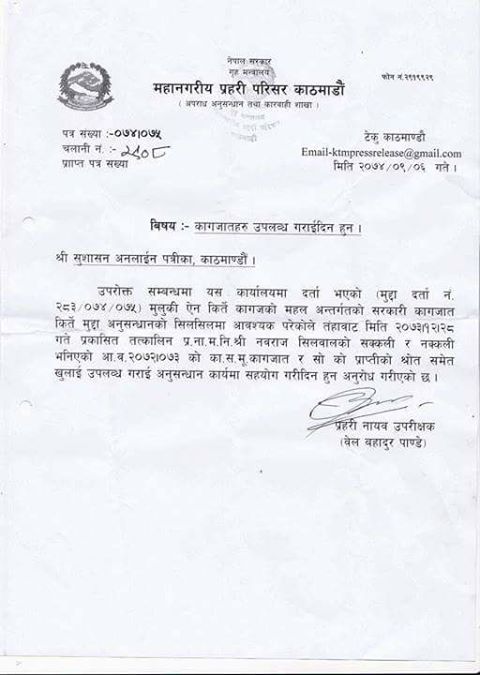 नेपाल सरकार
गृह मन्त्रालय
महानगरीय प्रहरी परिसर काठमाडौं
( अपराध अनुसन्धान तथा कारवाही शाखा )
फोन नं.२९१९९२९
पत्र संख्या :-०७४।०७५
चलानी नं. :- २८०८
प्राप्त पत्र संख्या
टेकु काठमाण्डौ
Email-ktmpressrelease@gmail.com
मिति २०७४/०९/०६ गते ।
बिषय :- कागजातहरु उपलब्ध गराईदिन हुन ।
श्री सुशासन अनलाईन पत्रीका, काठमाण्डौं ।
उपरोक्त सम्बन्धमा यस कार्यालयमा दर्ता भएको (मुद्दा दर्ता नं.
२८३/०७४/०७५) मुलुकी ऐन किर्ते कागजको महल अन्तर्गतको सरकारी कागजात
किर्ते मुद्दा अनुसन्धानको सिलसिलमा आवश्यक परेकोले तंहावाट मिति २०७३।१२।२८
गते प्रकासित तत्कालिन प्र.ना.म.नि.श्री नवराज सिलवालको सक्कली र नक्कली
भनिएको आ.व.२०७२।०७३ को का.स.मू.कागजात र सो को प्राप्तीको श्रोत समेत
खुलाई उपलब्ध गराई अनुसन्धान कार्यमा सहयोग गरीदिन हुन अनुरोध गरीएको छ ।
प्रहरी नायव उपरीक्षक
(वेल बहादुर पाण्डे)